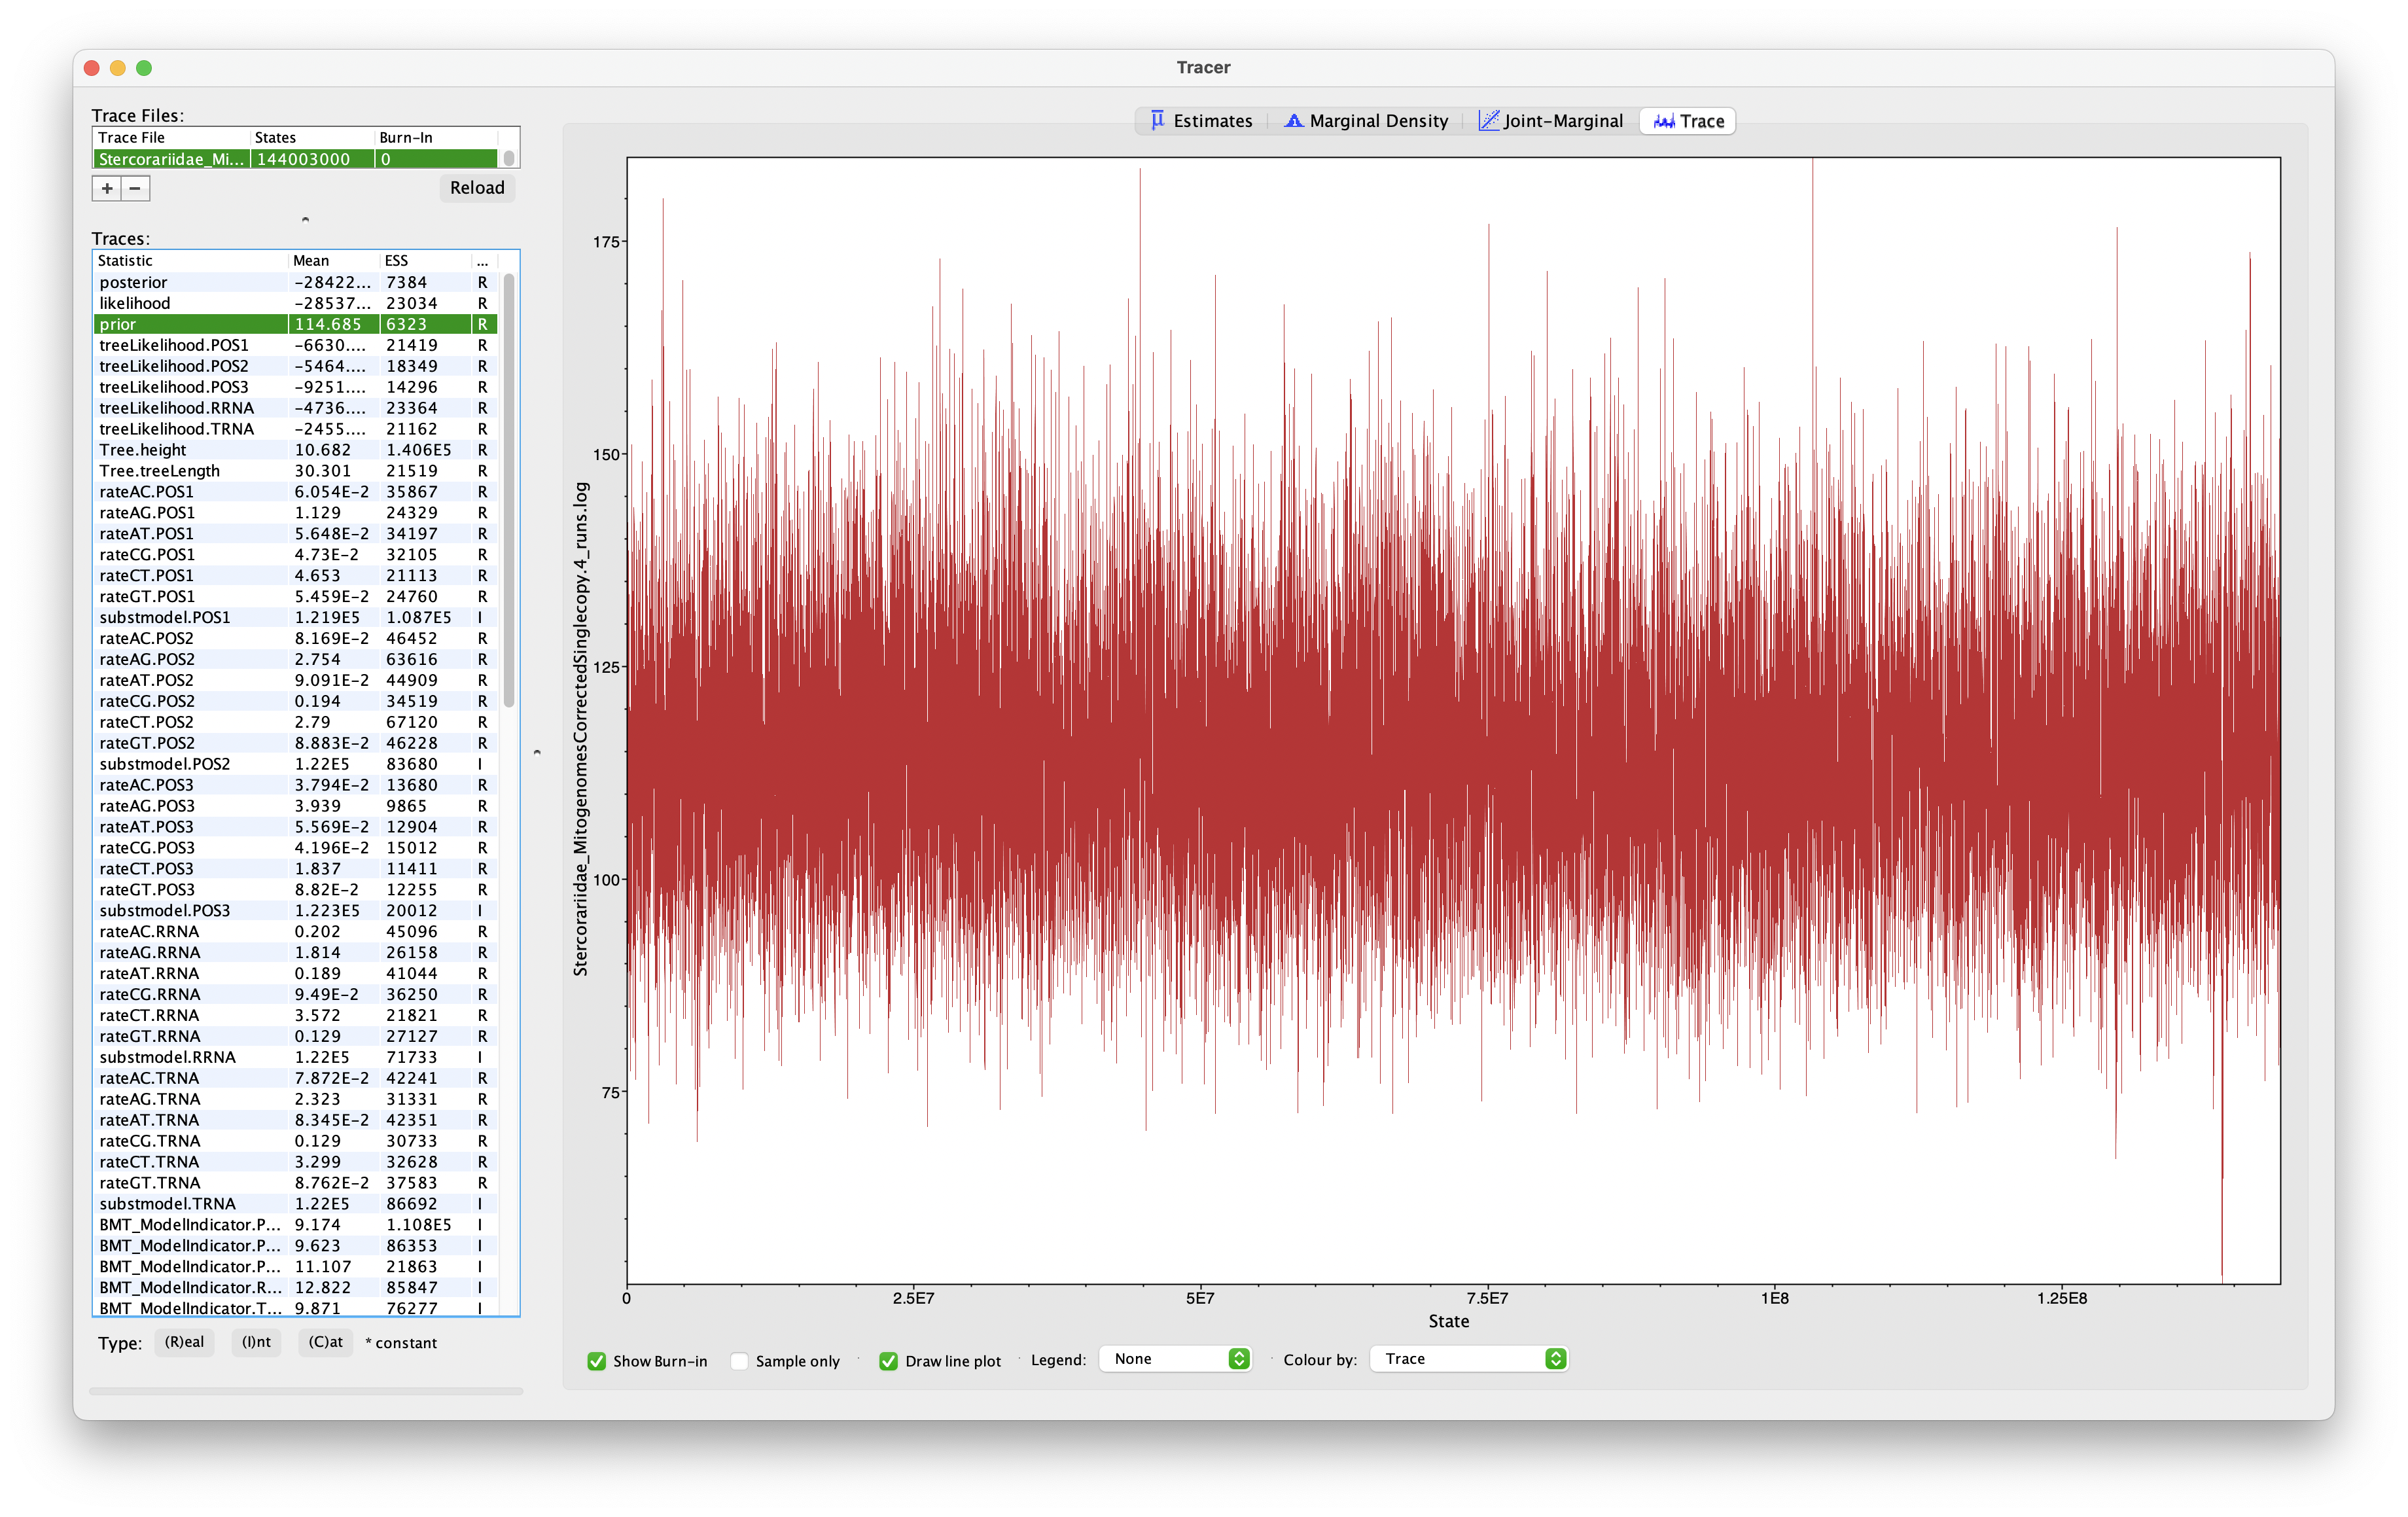 Tracer
Trace Files:
Trace File States Burn-In
Stercorariidae_Mi... 144003000 0
+ − Reload
Traces:
Statistic Mean ESS ...
posterior -28422... 7384 R
likelihood -28537... 23034 R
prior 114.685 6323 R
treeLikelihood.POS1 -6630.... 21419 R
treeLikelihood.POS2 -5464.... 18349 R
treeLikelihood.POS3 -9251.... 14296 R
treeLikelihood.RRNA -4736.... 23364 R
treeLikelihood.TRNA -2455.... 21162 R
Tree.height 10.682 1.406E5 R
Tree.treeLength 30.301 21519 R
rateAC.POS1 6.054E-2 35867 R
rateAG.POS1 1.129 24329 R
rateAT.POS1 5.648E-2 34197 R
rateCG.POS1 4.73E-2 32105 R
rateCT.POS1 4.653 21113 R
rateGT.POS1 5.459E-2 24760 R
substmodel.POS1 1.219E5 1.087E5 I
rateAC.POS2 8.169E-2 46452 R
rateAG.POS2 2.754 63616 R
rateAT.POS2 9.091E-2 44909 R
rateCG.POS2 0.194 34519 R
rateCT.POS2 2.79 67120 R
rateGT.POS2 8.883E-2 46228 R
substmodel.POS2 1.22E5 83680 I
rateAC.POS3 3.794E-2 13680 R
rateAG.POS3 3.939 9865 R
rateAT.POS3 5.569E-2 12904 R
rateCG.POS3 4.196E-2 15012 R
rateCT.POS3 1.837 11411 R
rateGT.POS3 8.82E-2 12255 R
substmodel.POS3 1.223E5 20012 I
rateAC.RRNA 0.202 45096 R
rateAG.RRNA 1.814 26158 R
rateAT.RRNA 0.189 41044 R
rateCG.RRNA 9.49E-2 36250 R
rateCT.RRNA 3.572 21821 R
rateGT.RRNA 0.129 27127 R
substmodel.RRNA 1.22E5 71733 I
rateAC.TRNA 7.872E-2 42241 R
rateAG.TRNA 2.323 31331 R
rateAT.TRNA 8.345E-2 42351 R
rateCG.TRNA 0.129 30733 R
rateCT.TRNA 3.299 32628 R
rateGT.TRNA 8.762E-2 37583 R
substmodel.TRNA 1.22E5 86692 I
BMT_ModelIndicator.P... 9.174 1.108E5 I
BMT_ModelIndicator.P... 9.623 86353 I
BMT_ModelIndicator.P... 11.107 21863 I
BMT_ModelIndicator.R... 12.822 85847 I
BMT_ModelIndicator.T... 9.871 76277 I
Type: (R)eal (I)nt (C)at * constant
Estimates Marginal Density Joint-Marginal Trace
Stercorariidae_MitogenomesCorrectedSinglecopy.4_runs.log
175
150
125
100
75
0 2.5E7 5E7 7.5E7 1E8 1.25E8
State
Show Burn-in Sample only Draw line plot Legend: None Colour by: Trace